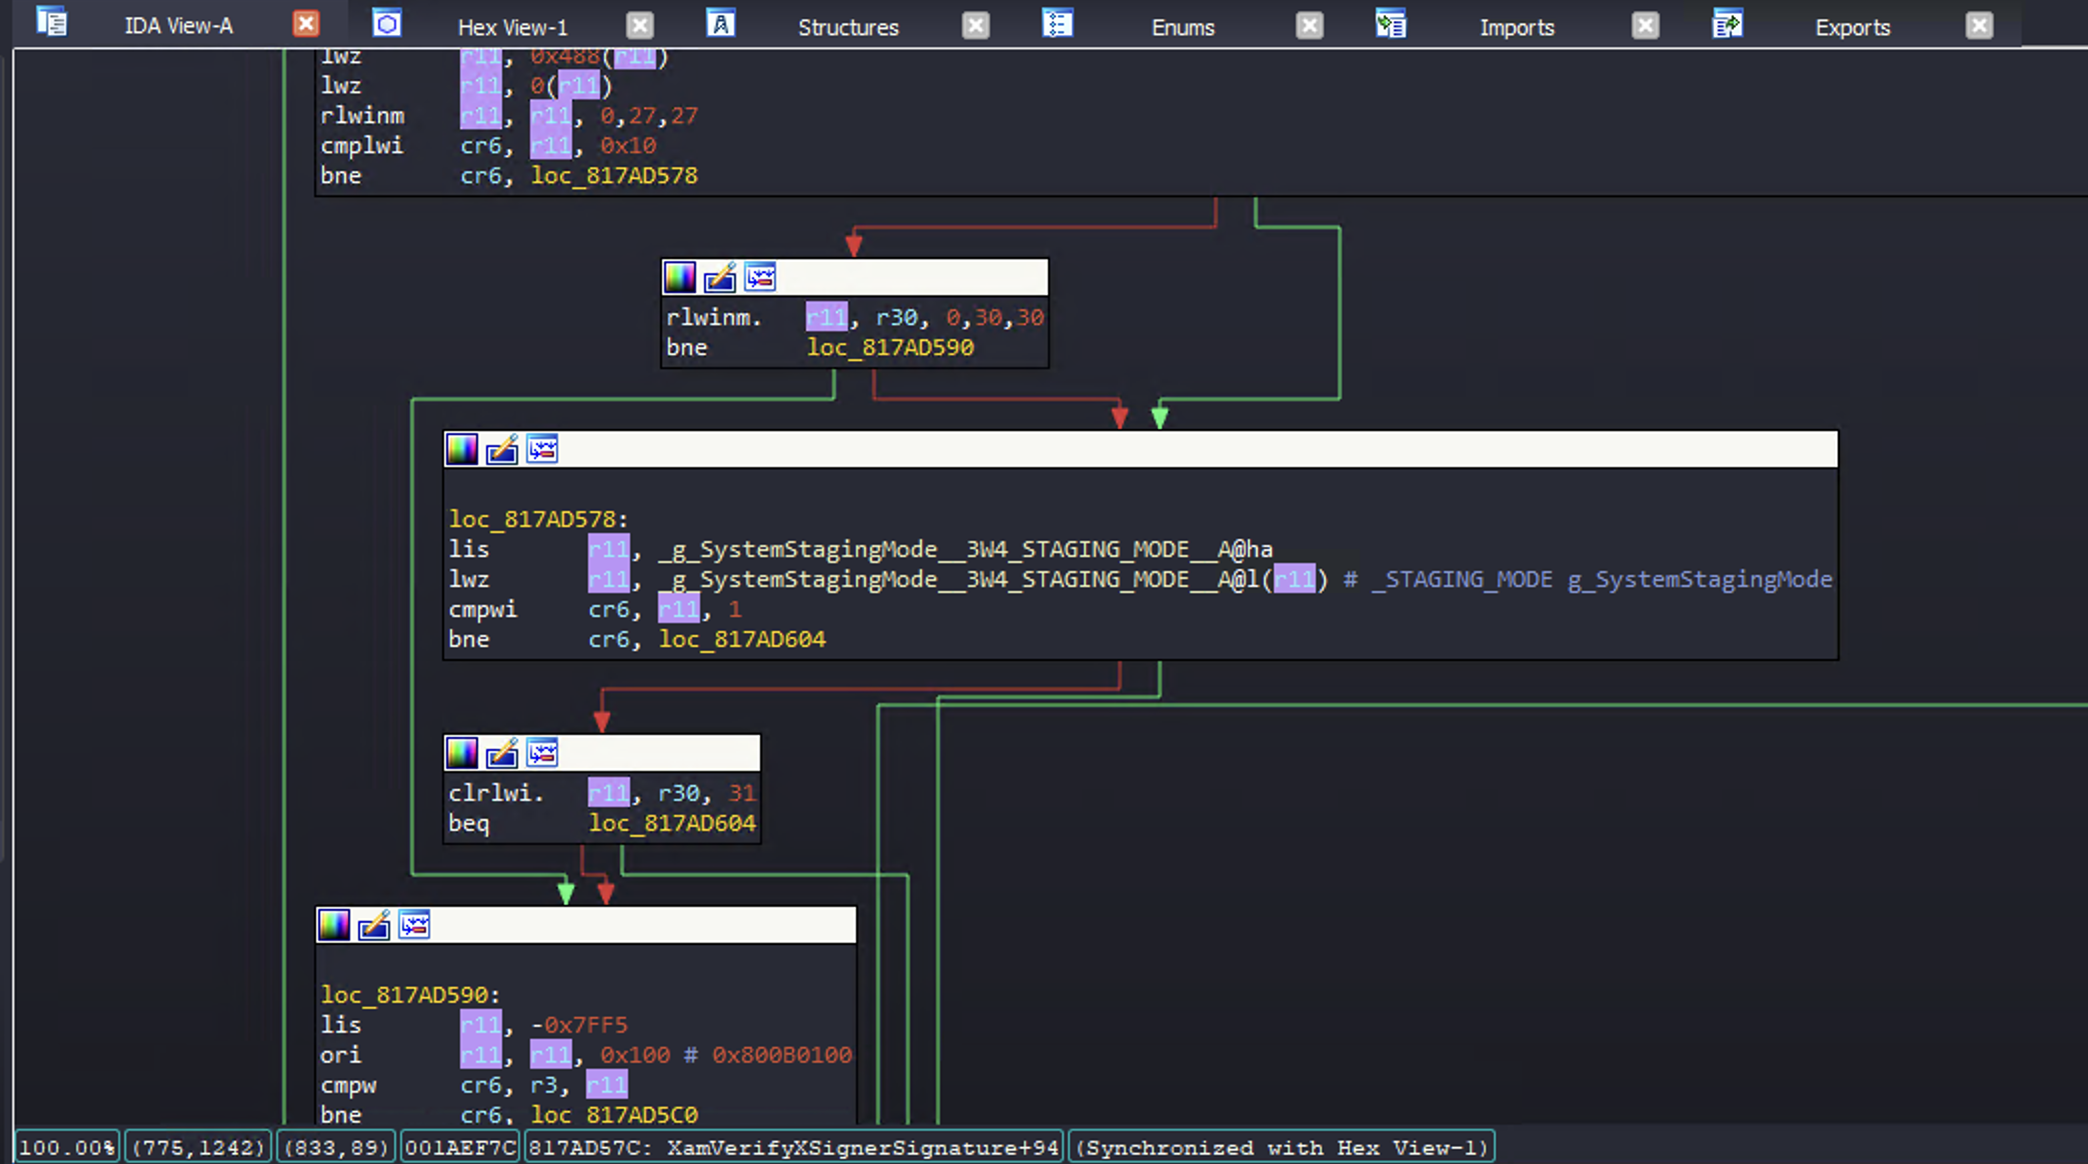 IDA View-A Hex View-1 Structures Enums Imports Exports
lwz r11, 0x488(r11)
lwz r11, 0(r11)
rlwinm r11, r11, 0,27,27
cmplwi cr6, r11, 0x10
bne cr6, loc_817AD578
rlwinm. r11, r30, 0,30,30
bne loc_817AD590
loc_817AD578:
lis r11, _g_SystemStagingMode__3W4_STAGING_MODE__A@ha
lwz r11, _g_SystemStagingMode__3W4_STAGING_MODE__A@l(r11) # _STAGING_MODE g_SystemStagingMode
cmpwi cr6, r11, 1
bne cr6, loc_817AD604
clrlwi. r11, r30, 31
beq loc_817AD604
loc_817AD590:
lis r11, -0x7FF5
ori r11, r11, 0x100 # 0x800B0100
cmpw cr6, r3, r11
bne cr6, loc_817AD5C0
100.00% (775,1242) (833,89) 001AEF7C 817AD57C: XamVerifyXSignerSignature+94 (Synchronized with Hex View-1)